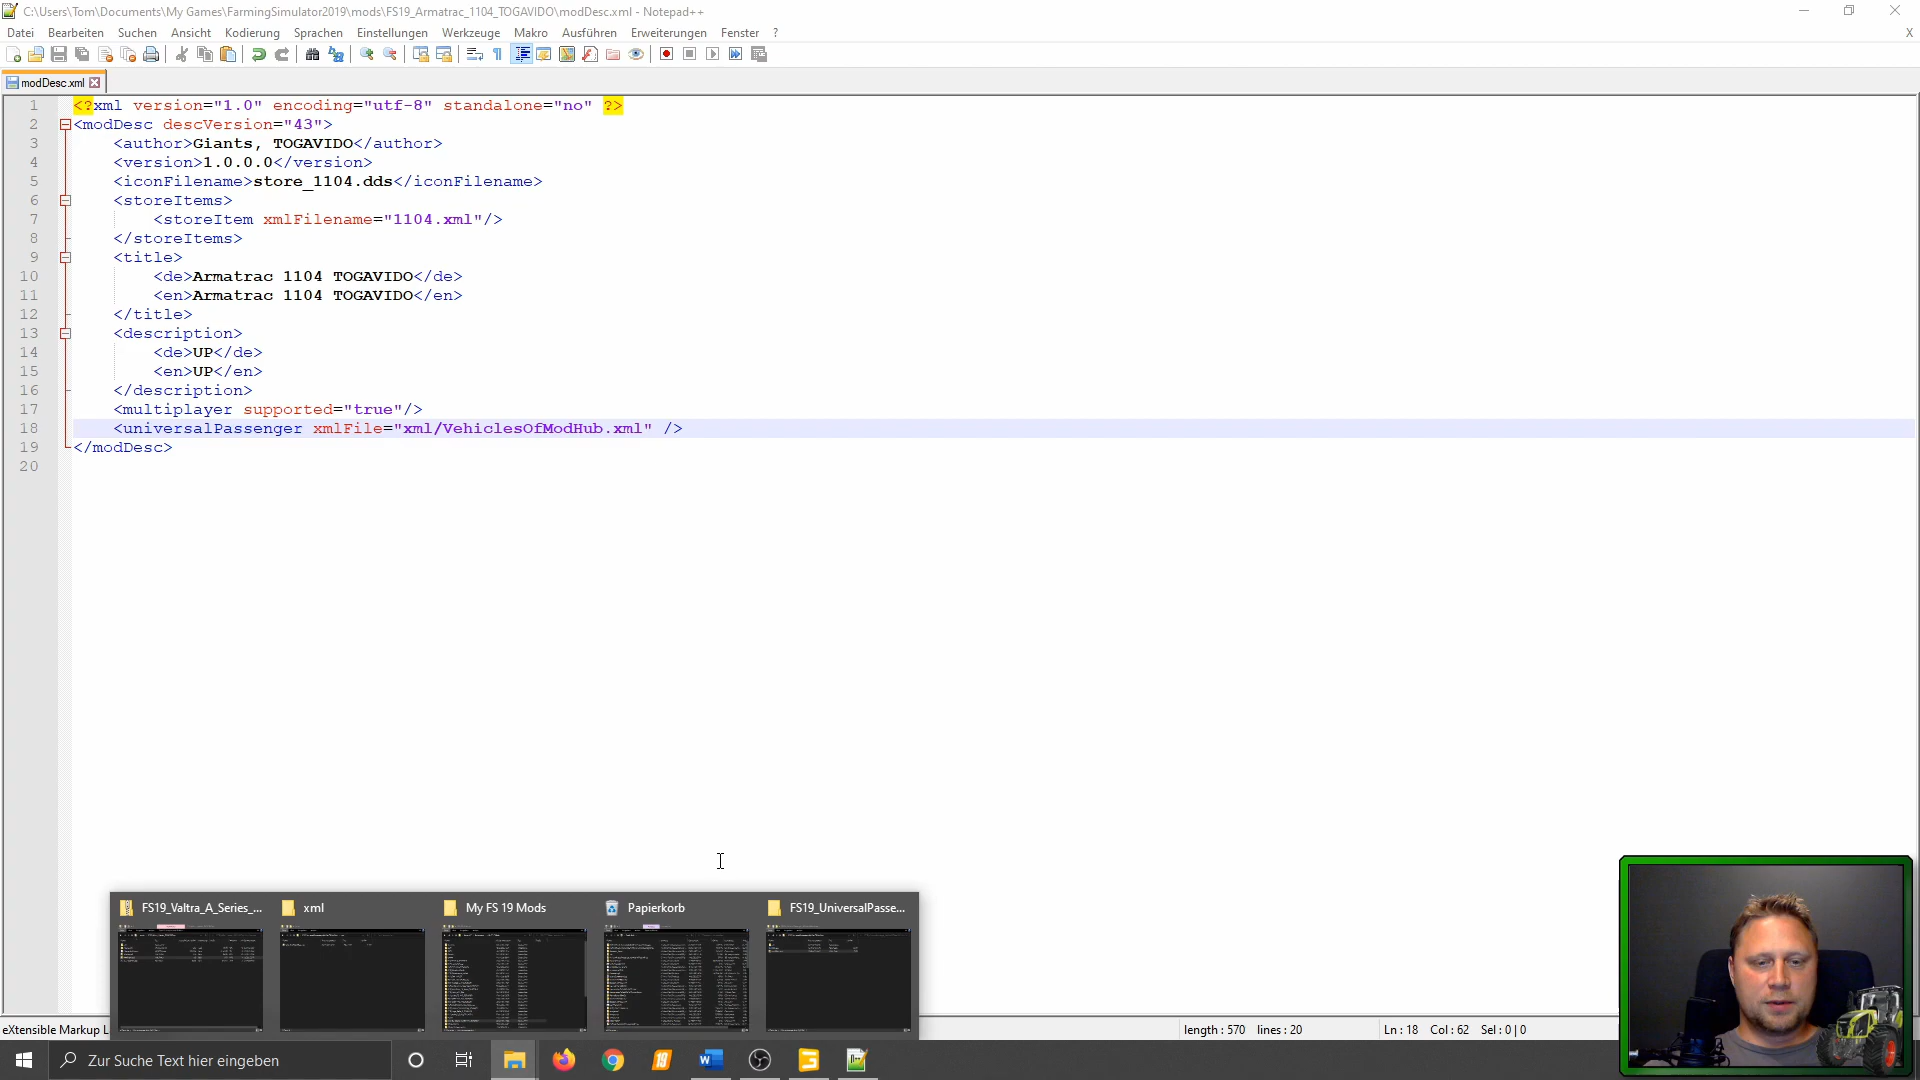 C:\Users\Tom\Documents\My Games\FarmingSimulator2019\mods\FS19_Armatrac_1104_TOGAVIDO\modDesc.xml - Notepad++
Datei Bearbeiten Suchen Ansicht Kodierung Sprachen Einstellungen Werkzeuge Makro Ausführen Erweiterungen Fenster ? X
modDesc.xml
1 <?xml version="1.0" encoding="utf-8" standalone="no" ?>
2 <modDesc descVersion="43">
3 <author>Giants, TOGAVIDO</author>
4 <version>1.0.0.0</version>
5 <iconFilename>store_1104.dds</iconFilename>
6 <storeItems>
7 <storeItem xmlFilename="1104.xml"/>
8 </storeItems>
9 <title>
10 <de>Armatrac 1104 TOGAVIDO</de>
11 <en>Armatrac 1104 TOGAVIDO</en>
12 </title>
13 <description>
14 <de>UP</de>
15 <en>UP</en>
16 </description>
17 <multiplayer supported="true"/>
18 <universalPassenger xmlFile="xml/VehiclesOfModHub.xml" />
19 </modDesc>
20
FS19_Valtra_A_Series_... xml My FS 19 Mods Papierkorb FS19_UniversalPasse...
eXtensible Markup L length : 570 lines : 20 Ln : 18 Col : 62 Sel : 0 | 0
Zur Suche Text hier eingeben
19